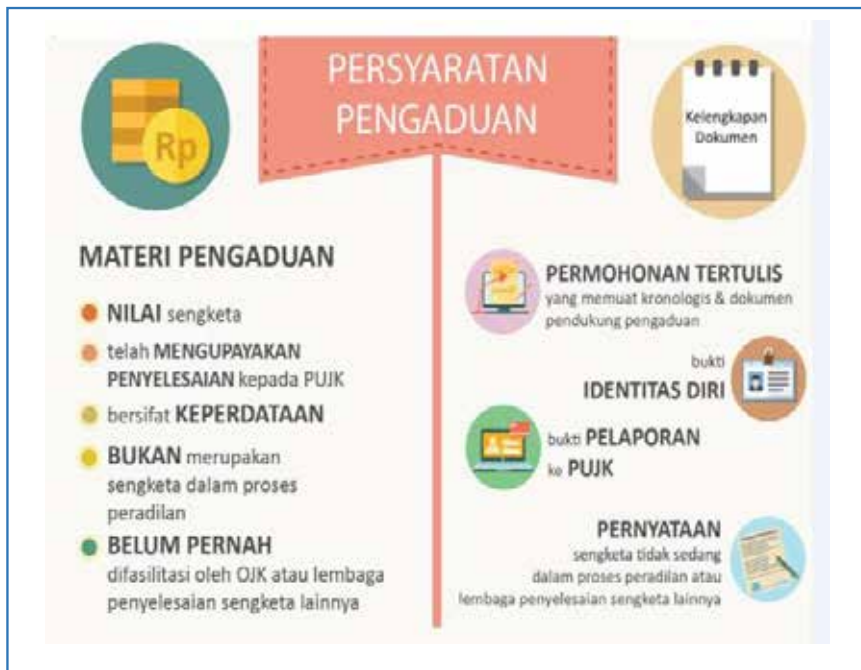 PERSYARATAN
PENGADUAN
Rp
Kelengkapan
Dokumen
MATERI PENGADUAN
NILAI sengketa
telah MENGUPAYAKAN
PENYELESAIAN kepada PUJK
bersifat KEPERDATAAN
BUKAN merupakan
sengketa dalam proses
peradilan
BELUM PERNAH
difasilitasi oleh OJK atau lembaga
penyelesaian sengketa lainnya
PERMOHONAN TERTULIS
yang memuat kronologis & dokumen
pendukung pengaduan
bukti
IDENTITAS DIRI
bukti PELAPORAN
ke PUJK
PERNYATAAN
sengketa tidak sedang
dalam proses peradilan atau
lembaga penyelesaian sengketa lainnya